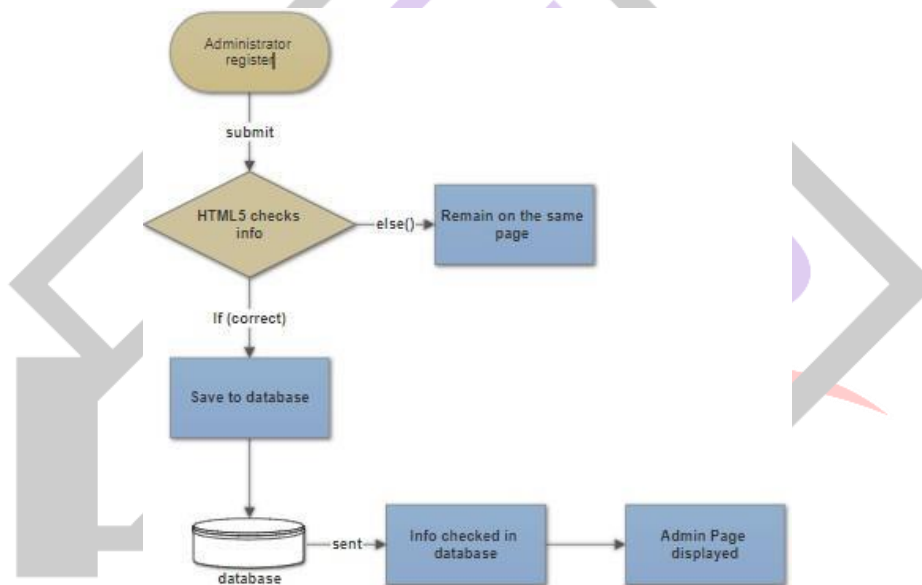 Administrator
register
submit
HTML5 checks
info
else()
Remain on the same
page
If (correct)
Save to database
database
sent
Info checked in
database
Admin Page
displayed